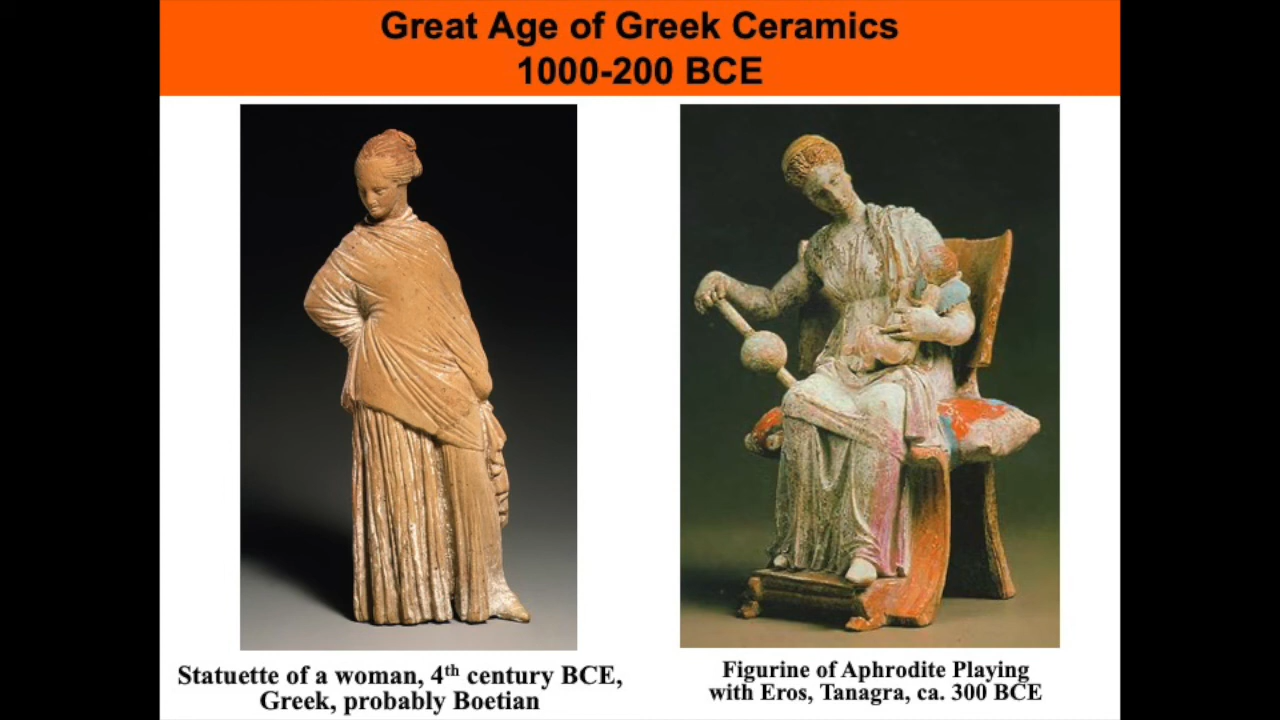 Great Age of Greek Ceramics
1000-200 BCE
Statuette of a woman, 4th century BCE,
Greek, probably Boetian
Figurine of Aphrodite Playing
with Eros, Tanagra, ca. 300 BCE